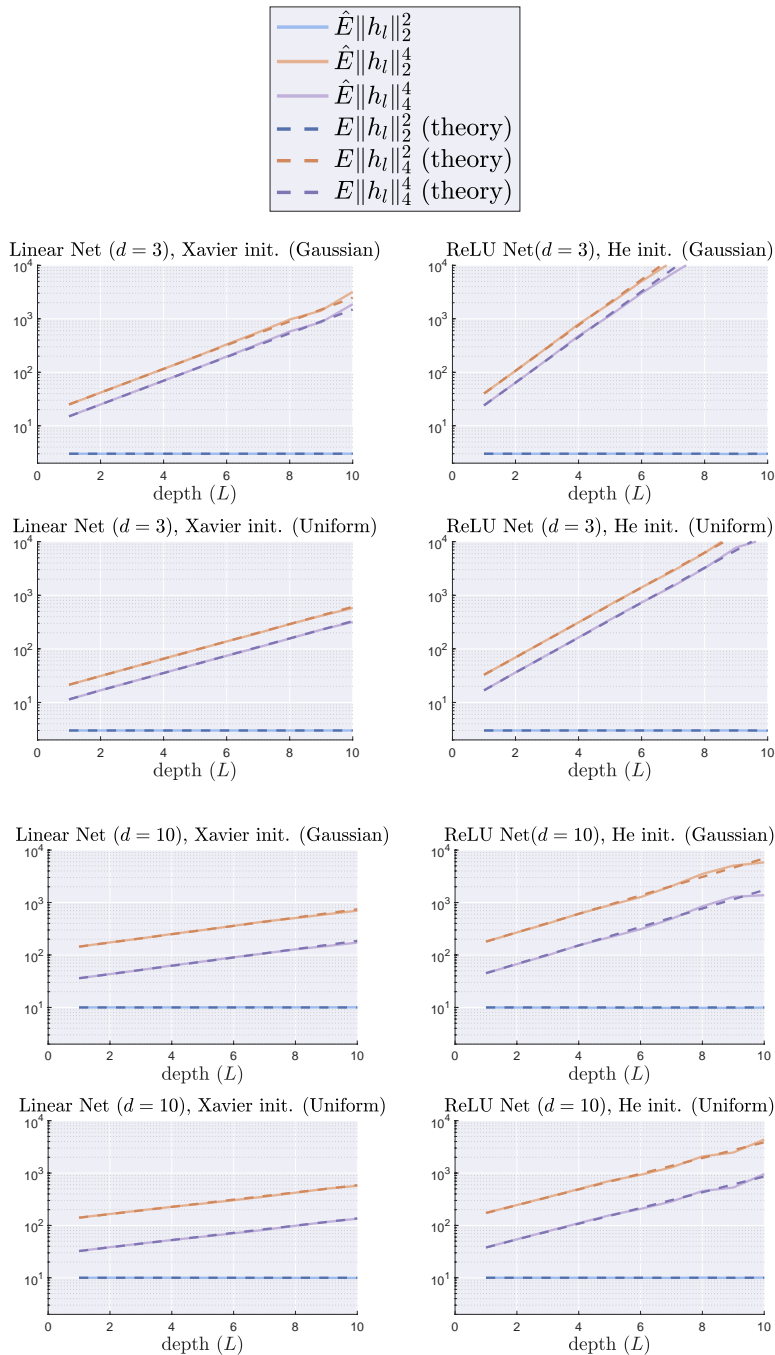 Ê‖h_l‖_2^2
Ê‖h_l‖_2^4
Ê‖h_l‖_4^4
E‖h_l‖_2^2 (theory)
E‖h_l‖_4^2 (theory)
E‖h_l‖_4^4 (theory)
Linear Net (d = 3), Xavier init. (Gaussian)
10^4
10^3
10^2
10^1
0 2 4 6 8 10
depth (L)
ReLU Net(d = 3), He init. (Gaussian)
10^4
10^3
10^2
10^1
0 2 4 6 8 10
depth (L)
Linear Net (d = 3), Xavier init. (Uniform)
10^4
10^3
10^2
10^1
0 2 4 6 8 10
depth (L)
ReLU Net (d = 3), He init. (Uniform)
10^4
10^3
10^2
10^1
0 2 4 6 8 10
depth (L)
Linear Net (d = 10), Xavier init. (Gaussian)
10^4
10^3
10^2
10^1
0 2 4 6 8 10
depth (L)
ReLU Net(d = 10), He init. (Gaussian)
10^4
10^3
10^2
10^1
0 2 4 6 8 10
depth (L)
Linear Net (d = 10), Xavier init. (Uniform)
10^4
10^3
10^2
10^1
0 2 4 6 8 10
depth (L)
ReLU Net (d = 10), He init. (Uniform)
10^4
10^3
10^2
10^1
0 2 4 6 8 10
depth (L)